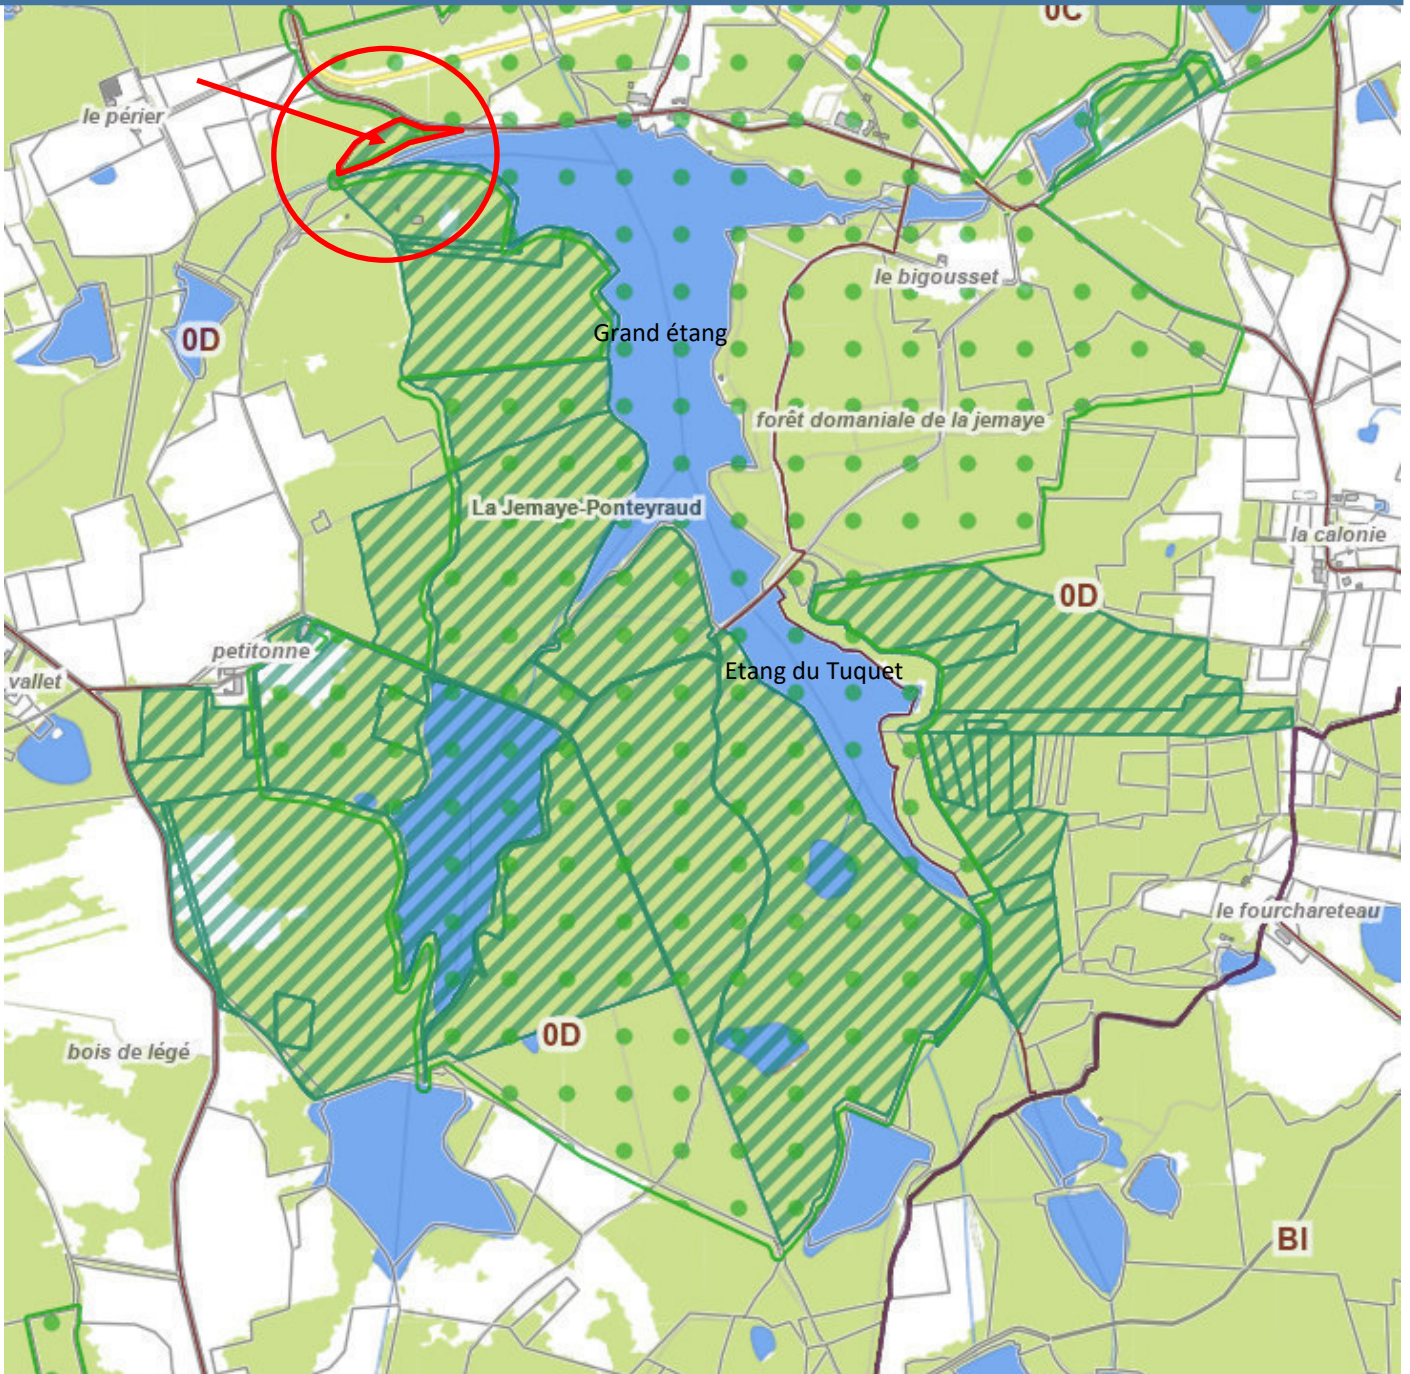 0C
le périer
le bigousset
Grand étang
0D
forêt domaniale de la jemaye
La Jemaye-Ponteyraud
la calonie
0D
petitonne
Etang du Tuquet
vallet
le fourchareteau
0D
bois de légé
BI